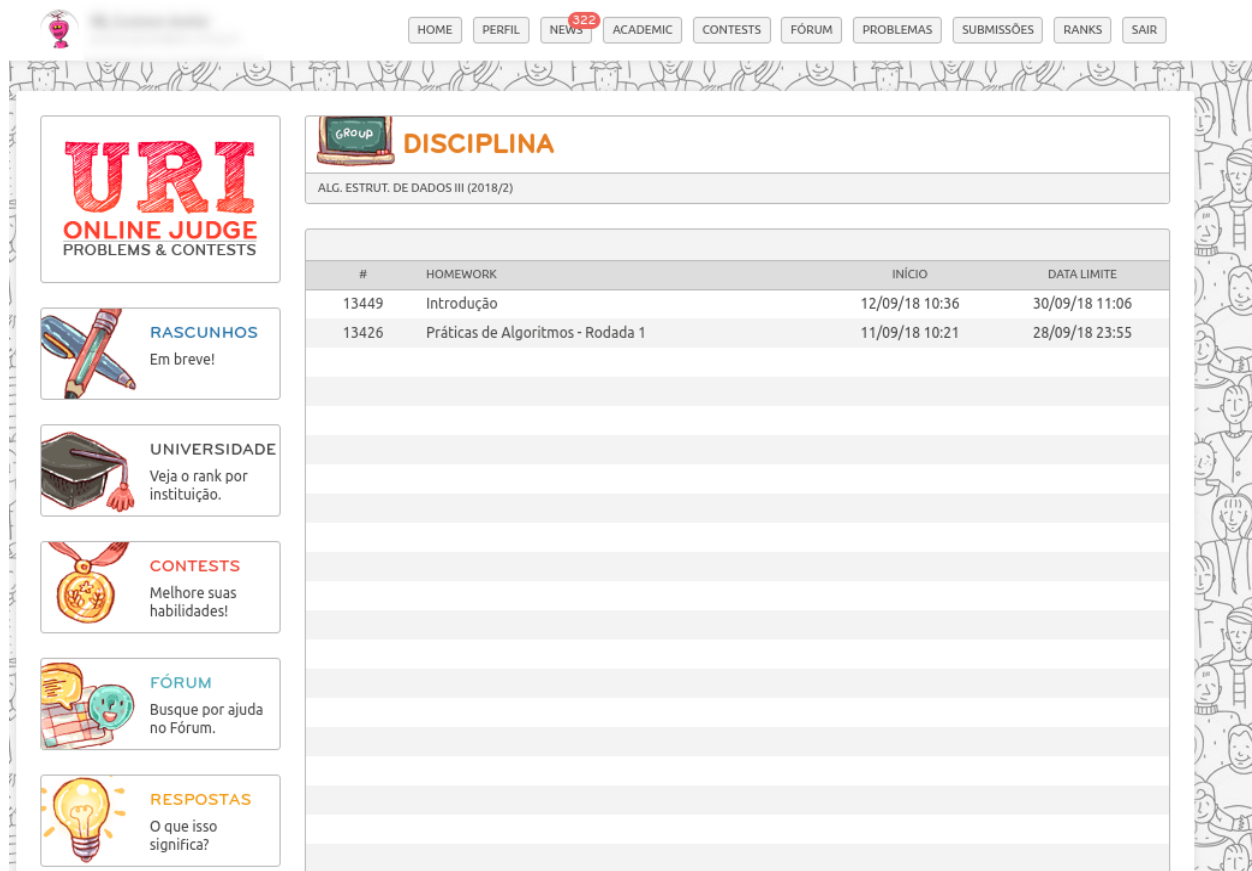 HOME PERFIL NEWS 322 ACADEMIC CONTESTS FÓRUM PROBLEMAS SUBMISSÕES RANKS SAIR
URI
ONLINE JUDGE
PROBLEMS & CONTESTS
GROUP DISCIPLINA
ALG. ESTRUT. DE DADOS III (2018/2)
# HOMEWORK INÍCIO DATA LIMITE
13449 Introdução 12/09/18 10:36 30/09/18 11:06
13426 Práticas de Algoritmos - Rodada 1 11/09/18 10:21 28/09/18 23:55
RASCUNHOS
Em breve!
UNIVERSIDADE
Veja o rank por
instituição.
CONTESTS
Melhore suas
habilidades!
FÓRUM
Busque por ajuda
no Fórum.
RESPOSTAS
O que isso
significa?